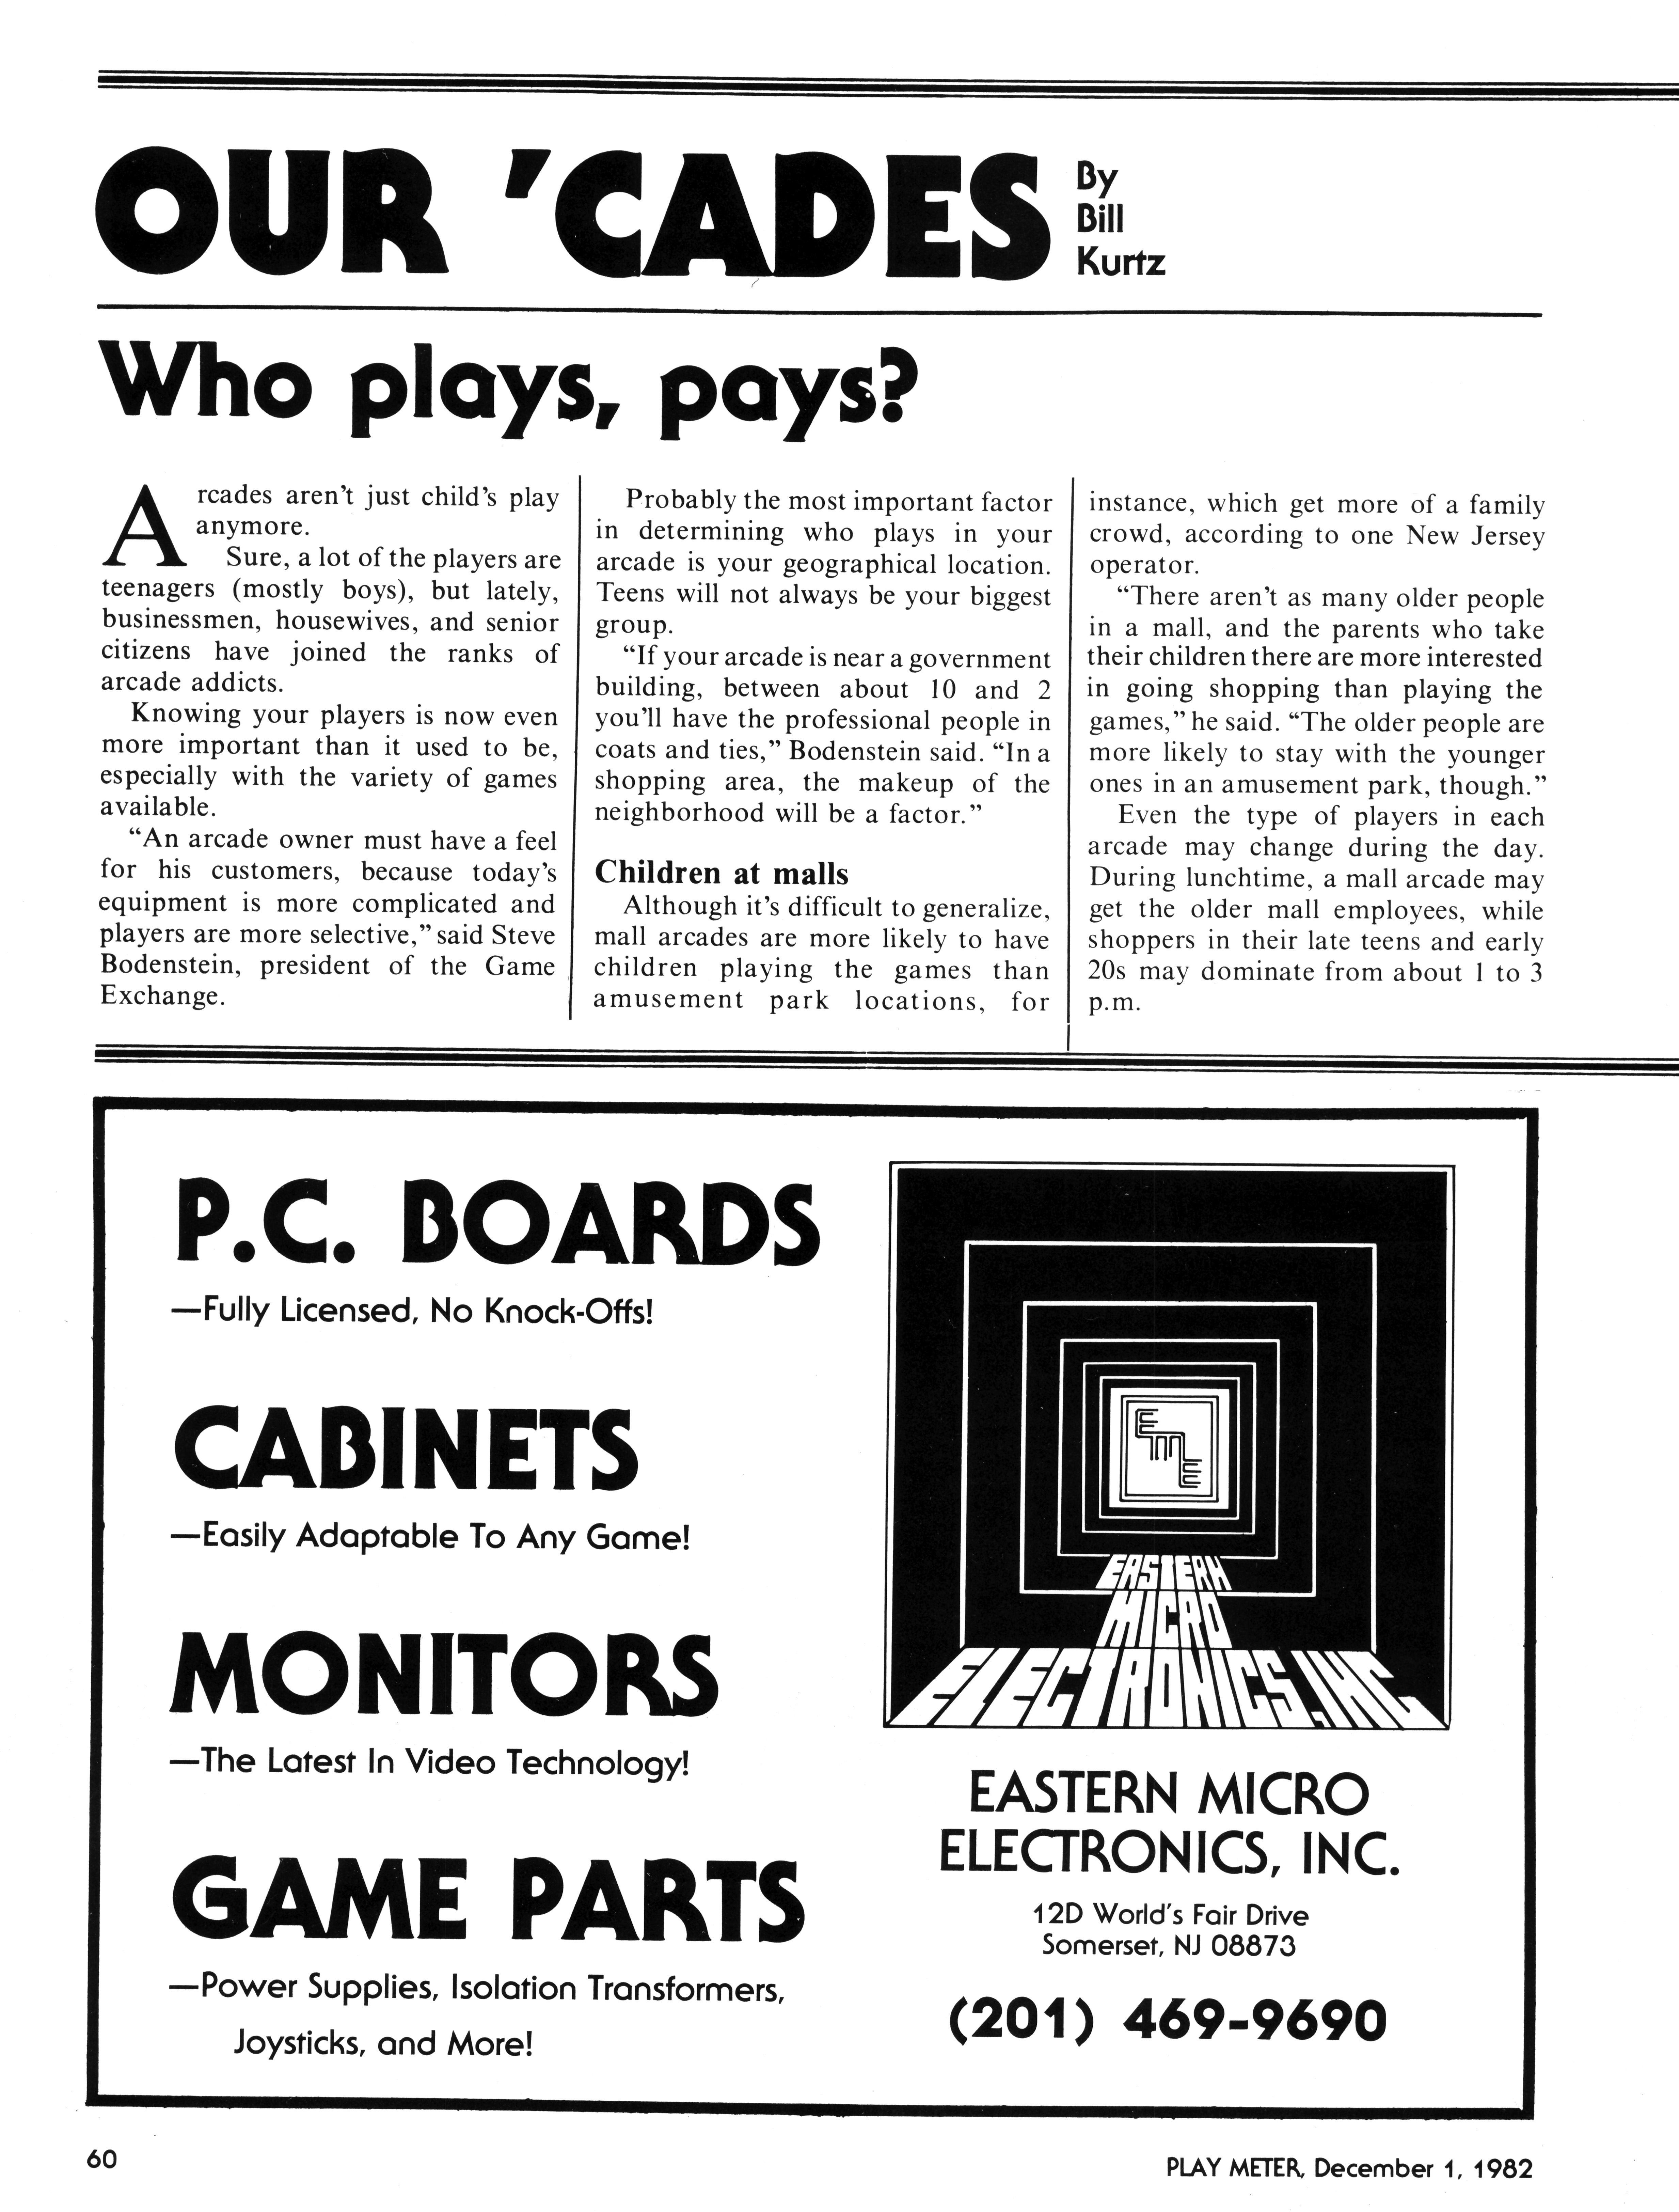 OUR 'CADES
By
Bill
Kurtz
Who plays, pays?
Arcades aren't just child's play
anymore.
Sure, a lot of the players are
teenagers (mostly boys), but lately,
businessmen, housewives, and senior
citizens have joined the ranks of
arcade addicts.
Knowing your players is now even
more important than it used to be,
especially with the variety of games
available.
“An arcade owner must have a feel
for his customers, because today's
equipment is more complicated and
players are more selective,” said Steve
Bodenstein, president of the Game
Exchange.
Probably the most important factor
in determining who plays in your
arcade is your geographical location.
Teens will not always be your biggest
group.
“If your arcade is near a government
building, between about 10 and 2
you'll have the professional people in
coats and ties,” Bodenstein said. “In a
shopping area, the makeup of the
neighborhood will be a factor.”
Children at malls
Although it's difficult to generalize,
mall arcades are more likely to have
children playing the games than
amusement park locations, for
instance, which get more of a family
crowd, according to one New Jersey
operator.
“There aren't as many older people
in a mall, and the parents who take
their children there are more interested
in going shopping than playing the
games,” he said. “The older people are
more likely to stay with the younger
ones in an amusement park, though.”
Even the type of players in each
arcade may change during the day.
During lunchtime, a mall arcade may
get the older mall employees, while
shoppers in their late teens and early
20s may dominate from about 1 to 3
p.m.
P.C. BOARDS
—Fully Licensed, No Knock-Offs!
CABINETS
—Easily Adaptable To Any Game!
MONITORS
—The Latest In Video Technology!
GAME PARTS
—Power Supplies, Isolation Transformers,
Joysticks, and More!
EME
EASTERN
MICRO
ELECTRONICS, INC
EASTERN MICRO
ELECTRONICS, INC.
12D World's Fair Drive
Somerset, NJ 08873
(201) 469-9690
60
PLAY METER, December 1, 1982